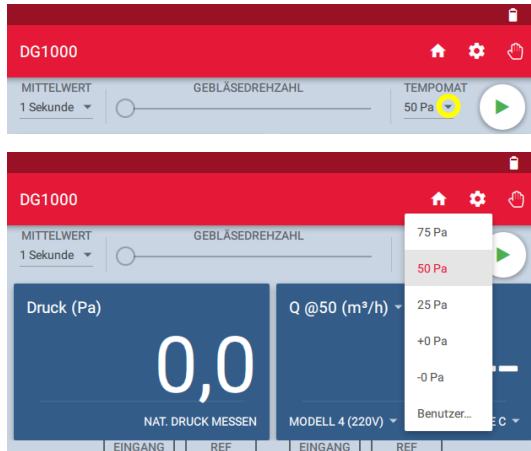 DG1000
MITTELWERT GEBLÄSEDREHZAHL TEMPOMAT
1 Sekunde 50 Pa
DG1000
MITTELWERT GEBLÄSEDREHZAHL
1 Sekunde
75 Pa
50 Pa
25 Pa
+0 Pa
-0 Pa
Benutzer...
Druck (Pa) Q @50 (m³/h)
0,0 --
NAT. DRUCK MESSEN MODELL 4 (220V) C
EINGANG REF EINGANG REF